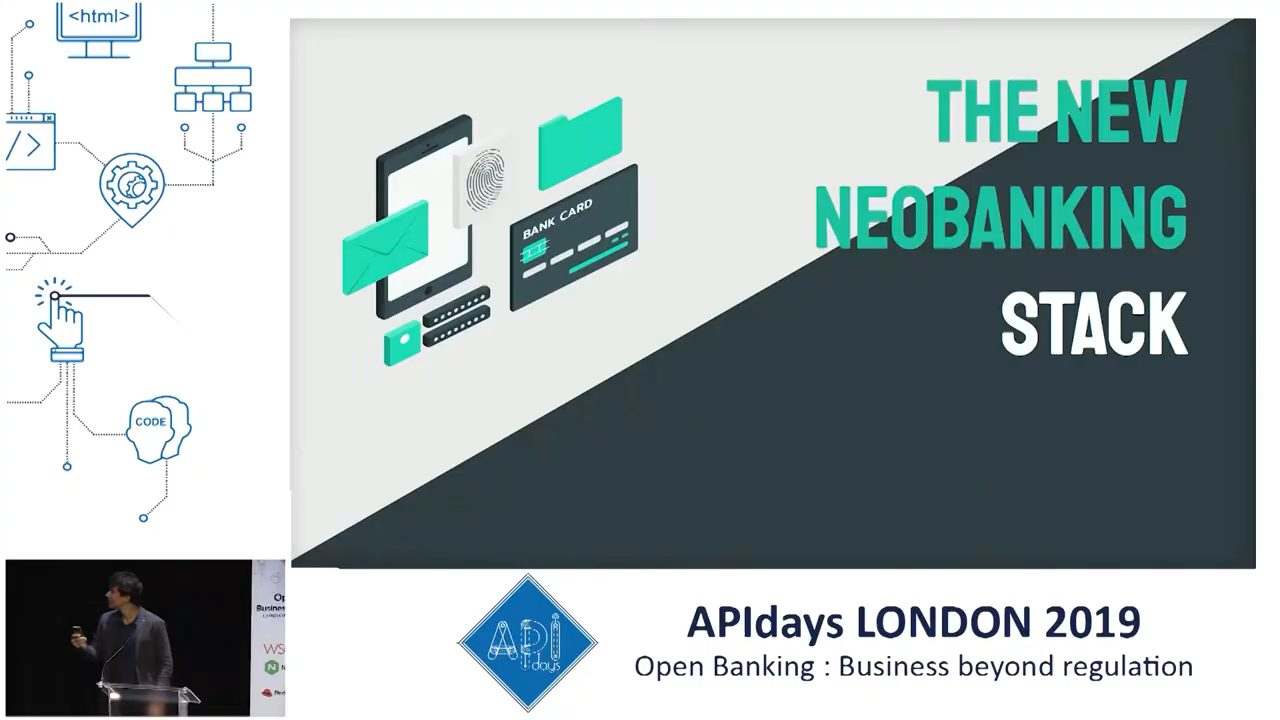 <html>
</>
CODE
BANK CARD
THE NEW
NEOBANKING
STACK
API
days
APIdays LONDON 2019
Open Banking : Business beyond regulation